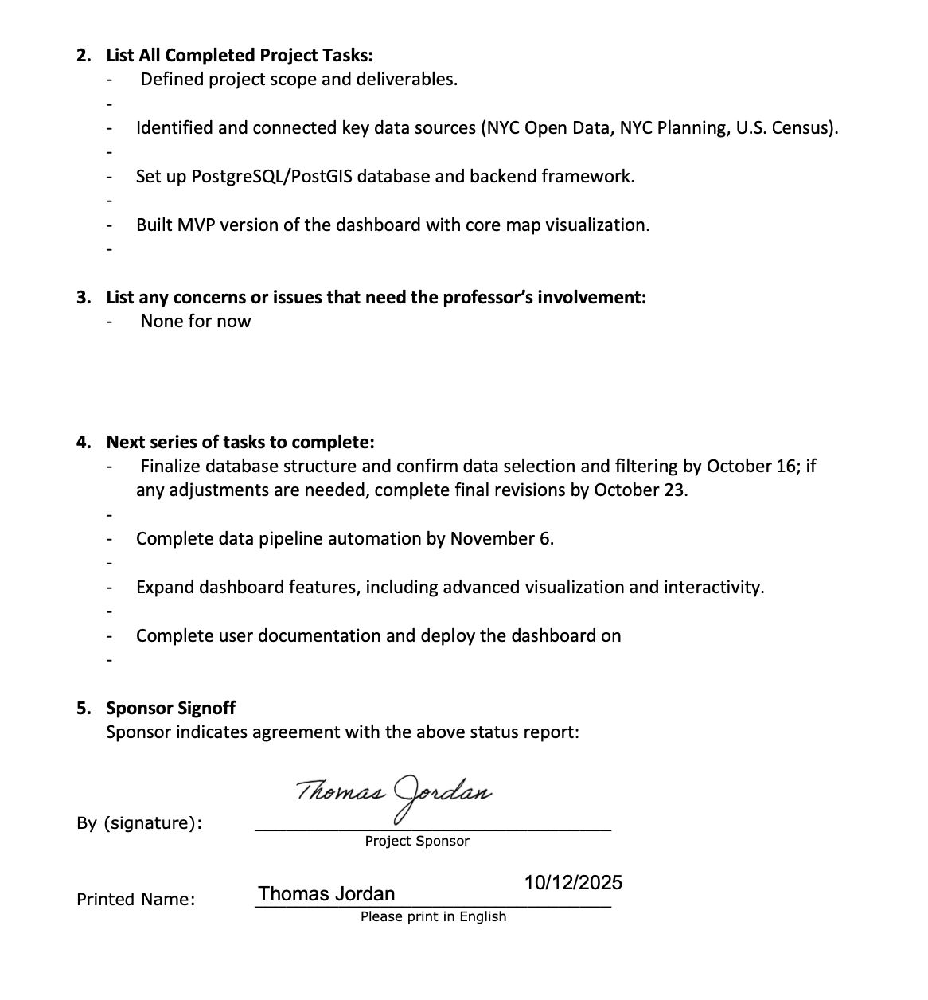 2. List All Completed Project Tasks:
- Defined project scope and deliverables.
-
- Identified and connected key data sources (NYC Open Data, NYC Planning, U.S. Census).
-
- Set up PostgreSQL/PostGIS database and backend framework.
-
- Built MVP version of the dashboard with core map visualization.
-
3. List any concerns or issues that need the professor’s involvement:
- None for now
4. Next series of tasks to complete:
- Finalize database structure and confirm data selection and filtering by October 16; if
any adjustments are needed, complete final revisions by October 23.
-
- Complete data pipeline automation by November 6.
-
- Expand dashboard features, including advanced visualization and interactivity.
-
- Complete user documentation and deploy the dashboard on
-
5. Sponsor Signoff
Sponsor indicates agreement with the above status report:
Thomas Jordan
By (signature):
Project Sponsor
10/12/2025
Printed Name: Thomas Jordan
Please print in English